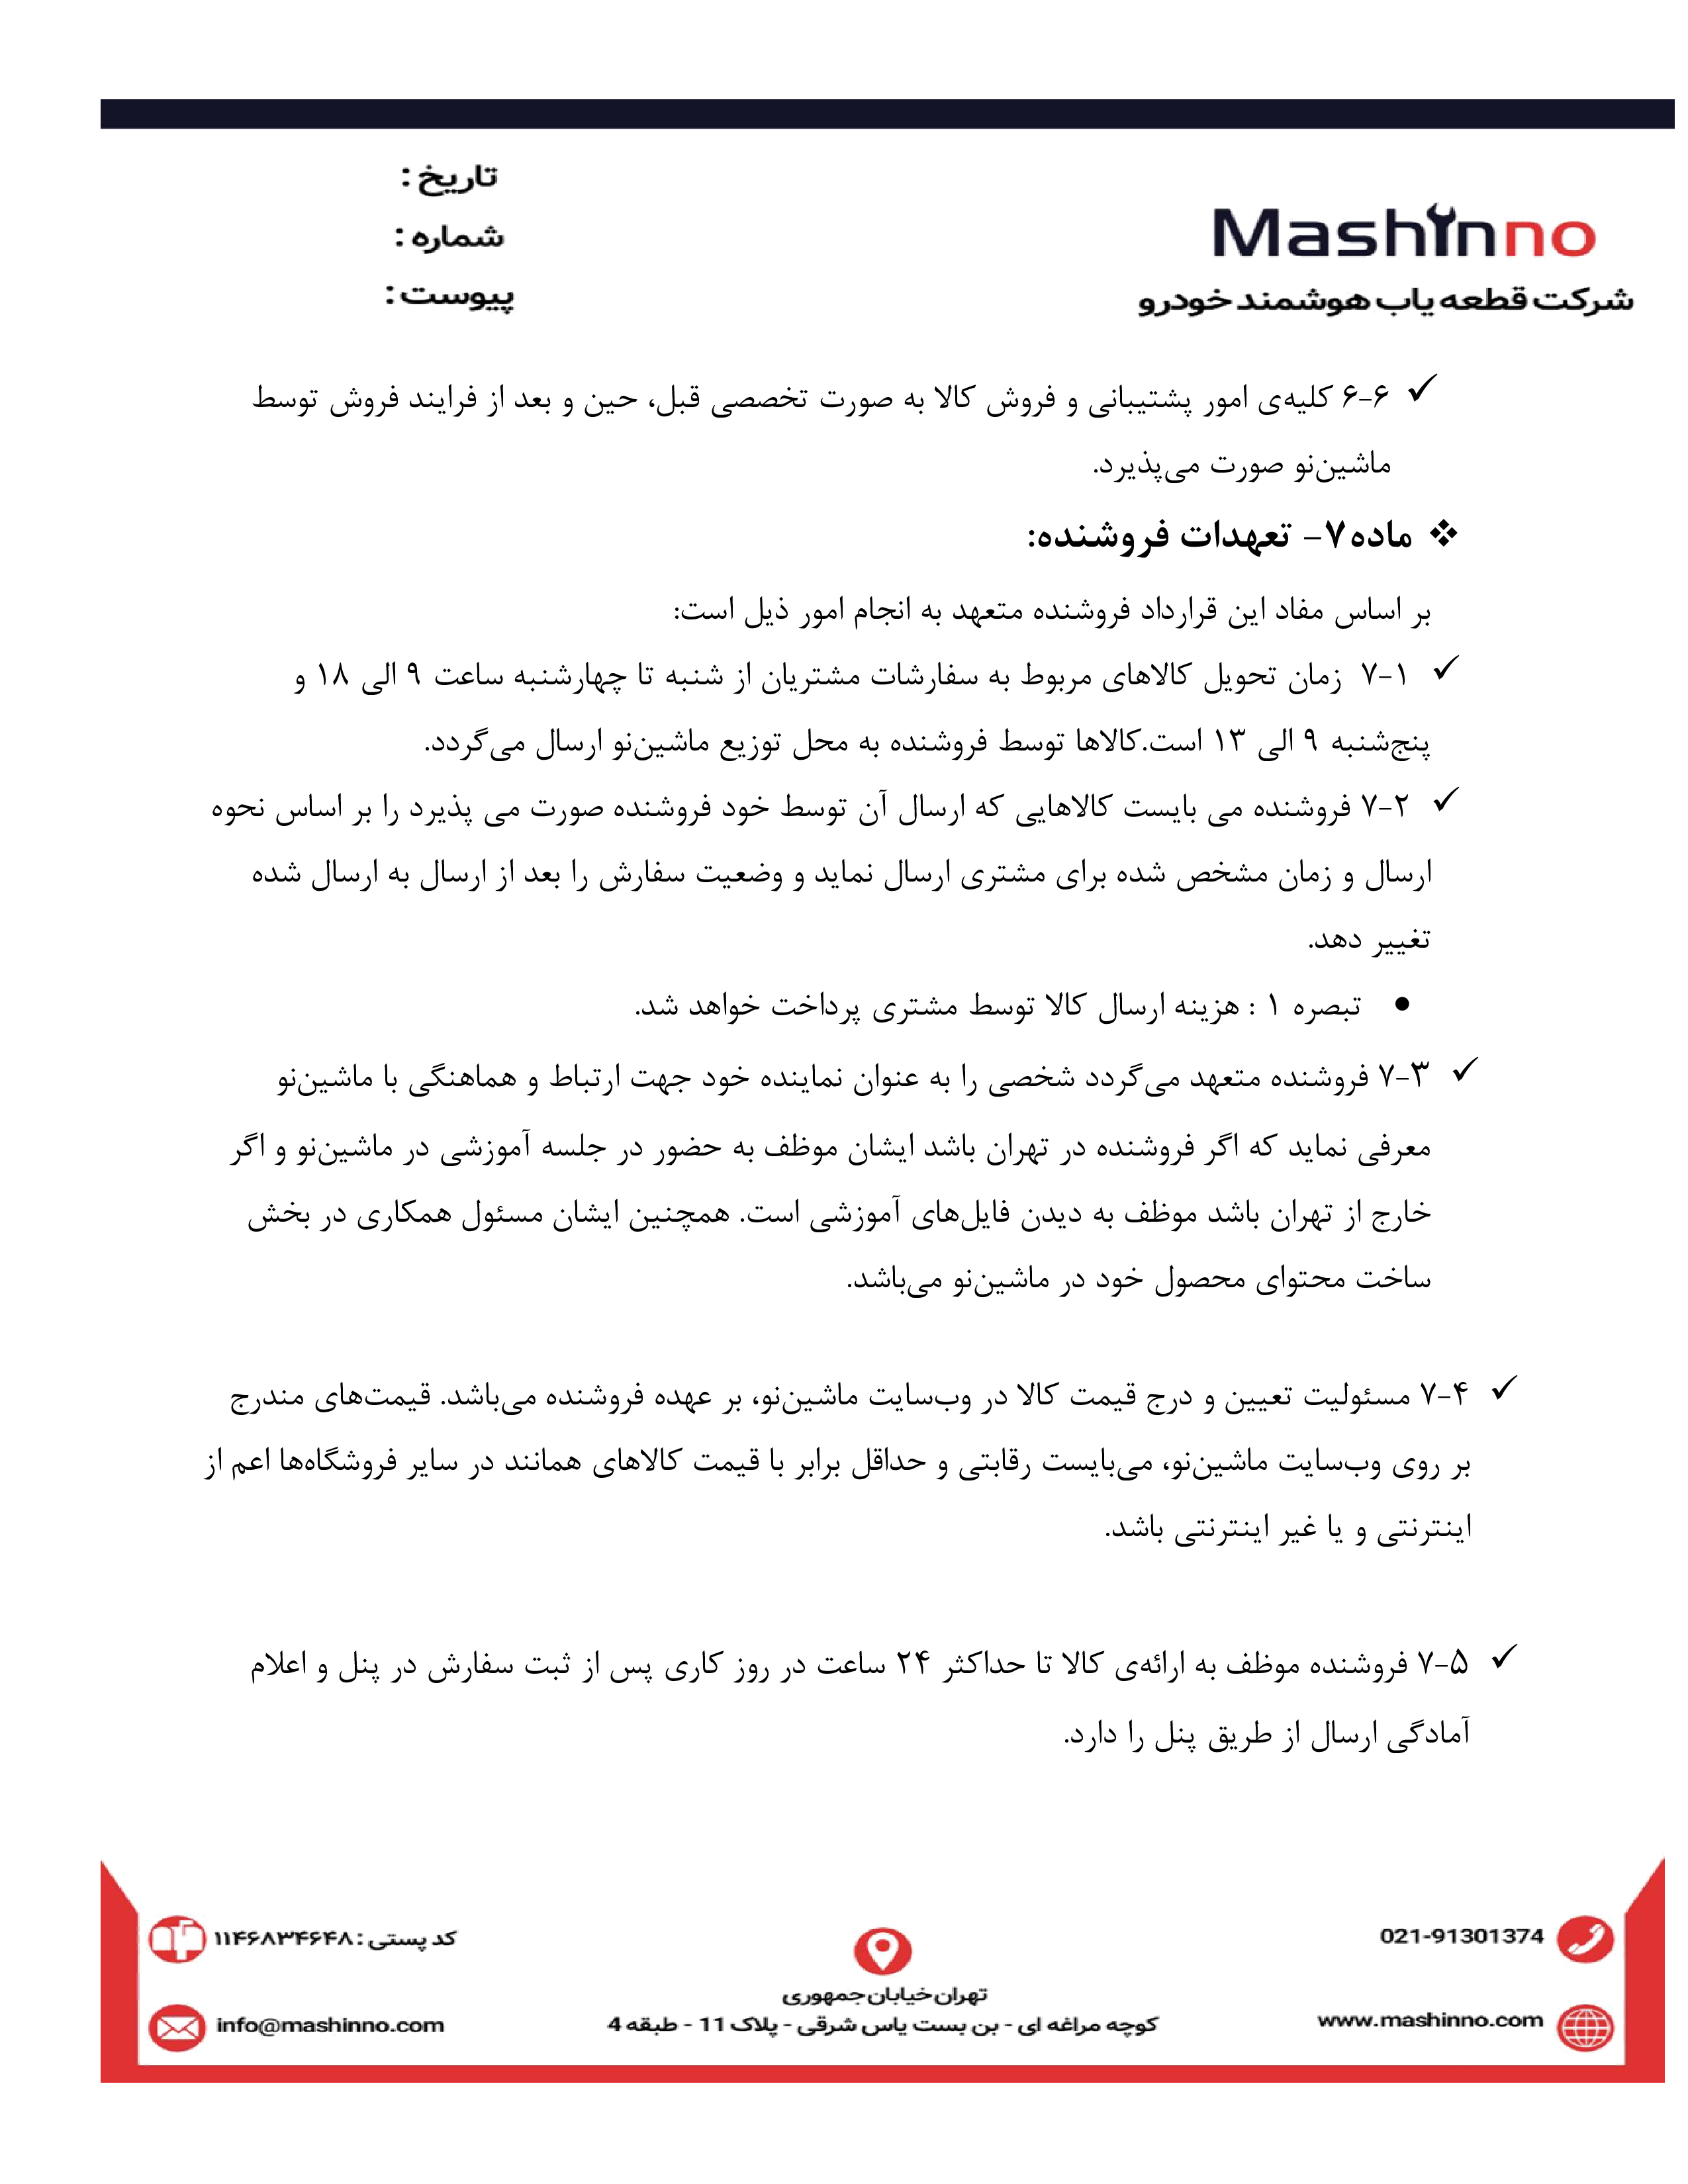 Mashinno
شرکت قطعه یاب هوشمند خودرو
تاریخ :
شماره :
پیوست :
✓ ۶-۶ کلیه‌ی امور پشتیبانی و فروش کالا به صورت تخصصی قبل، حین و بعد از فرایند فروش توسط
ماشین‌نو صورت می‌پذیرد.
❖ ماده۷- تعهدات فروشنده:
بر اساس مفاد این قرارداد فروشنده متعهد به انجام امور ذیل است:
✓ ۷-۱ زمان تحویل کالاهای مربوط به سفارشات مشتریان از شنبه تا چهارشنبه ساعت ۹ الی ۱۸ و
پنج‌شنبه ۹ الی ۱۳ است.کالاها توسط فروشنده به محل توزیع ماشین‌نو ارسال می‌گردد.
✓ ۷-۲ فروشنده می بایست کالاهایی که ارسال آن توسط خود فروشنده صورت می پذیرد را بر اساس نحوه
ارسال و زمان مشخص شده برای مشتری ارسال نماید و وضعیت سفارش را بعد از ارسال به ارسال شده
تغییر دهد.
• تبصره ۱ : هزینه ارسال کالا توسط مشتری پرداخت خواهد شد.
✓ ۷-۳ فروشنده متعهد می‌گردد شخصی را به عنوان نماینده خود جهت ارتباط و هماهنگی با ماشین‌نو
معرفی نماید که اگر فروشنده در تهران باشد ایشان موظف به حضور در جلسه آموزشی در ماشین‌نو و اگر
خارج از تهران باشد موظف به دیدن فایل‌های آموزشی است. همچنین ایشان مسئول همکاری در بخش
ساخت محتوای محصول خود در ماشین‌نو می‌باشد.
✓ ۷-۴ مسئولیت تعیین و درج قیمت کالا در وب‌سایت ماشین‌نو، بر عهده فروشنده می‌باشد. قیمت‌های مندرج
بر روی وب‌سایت ماشین‌نو، می‌بایست رقابتی و حداقل برابر با قیمت کالاهای همانند در سایر فروشگاه‌ها اعم از
اینترنتی و یا غیر اینترنتی باشد.
✓ ۷-۵ فروشنده موظف به ارائه‌ی کالا تا حداکثر ۲۴ ساعت در روز کاری پس از ثبت سفارش در پنل و اعلام
آمادگی ارسال از طریق پنل را دارد.
021-91301374
www.mashinno.com
تهران خیابان جمهوری
کوچه مراغه ای - بن بست یاس شرقی - پلاک 11 - طبقه 4
کد پستی : ۱۱۴۶۸۳۴۶۴۸
info@mashinno.com